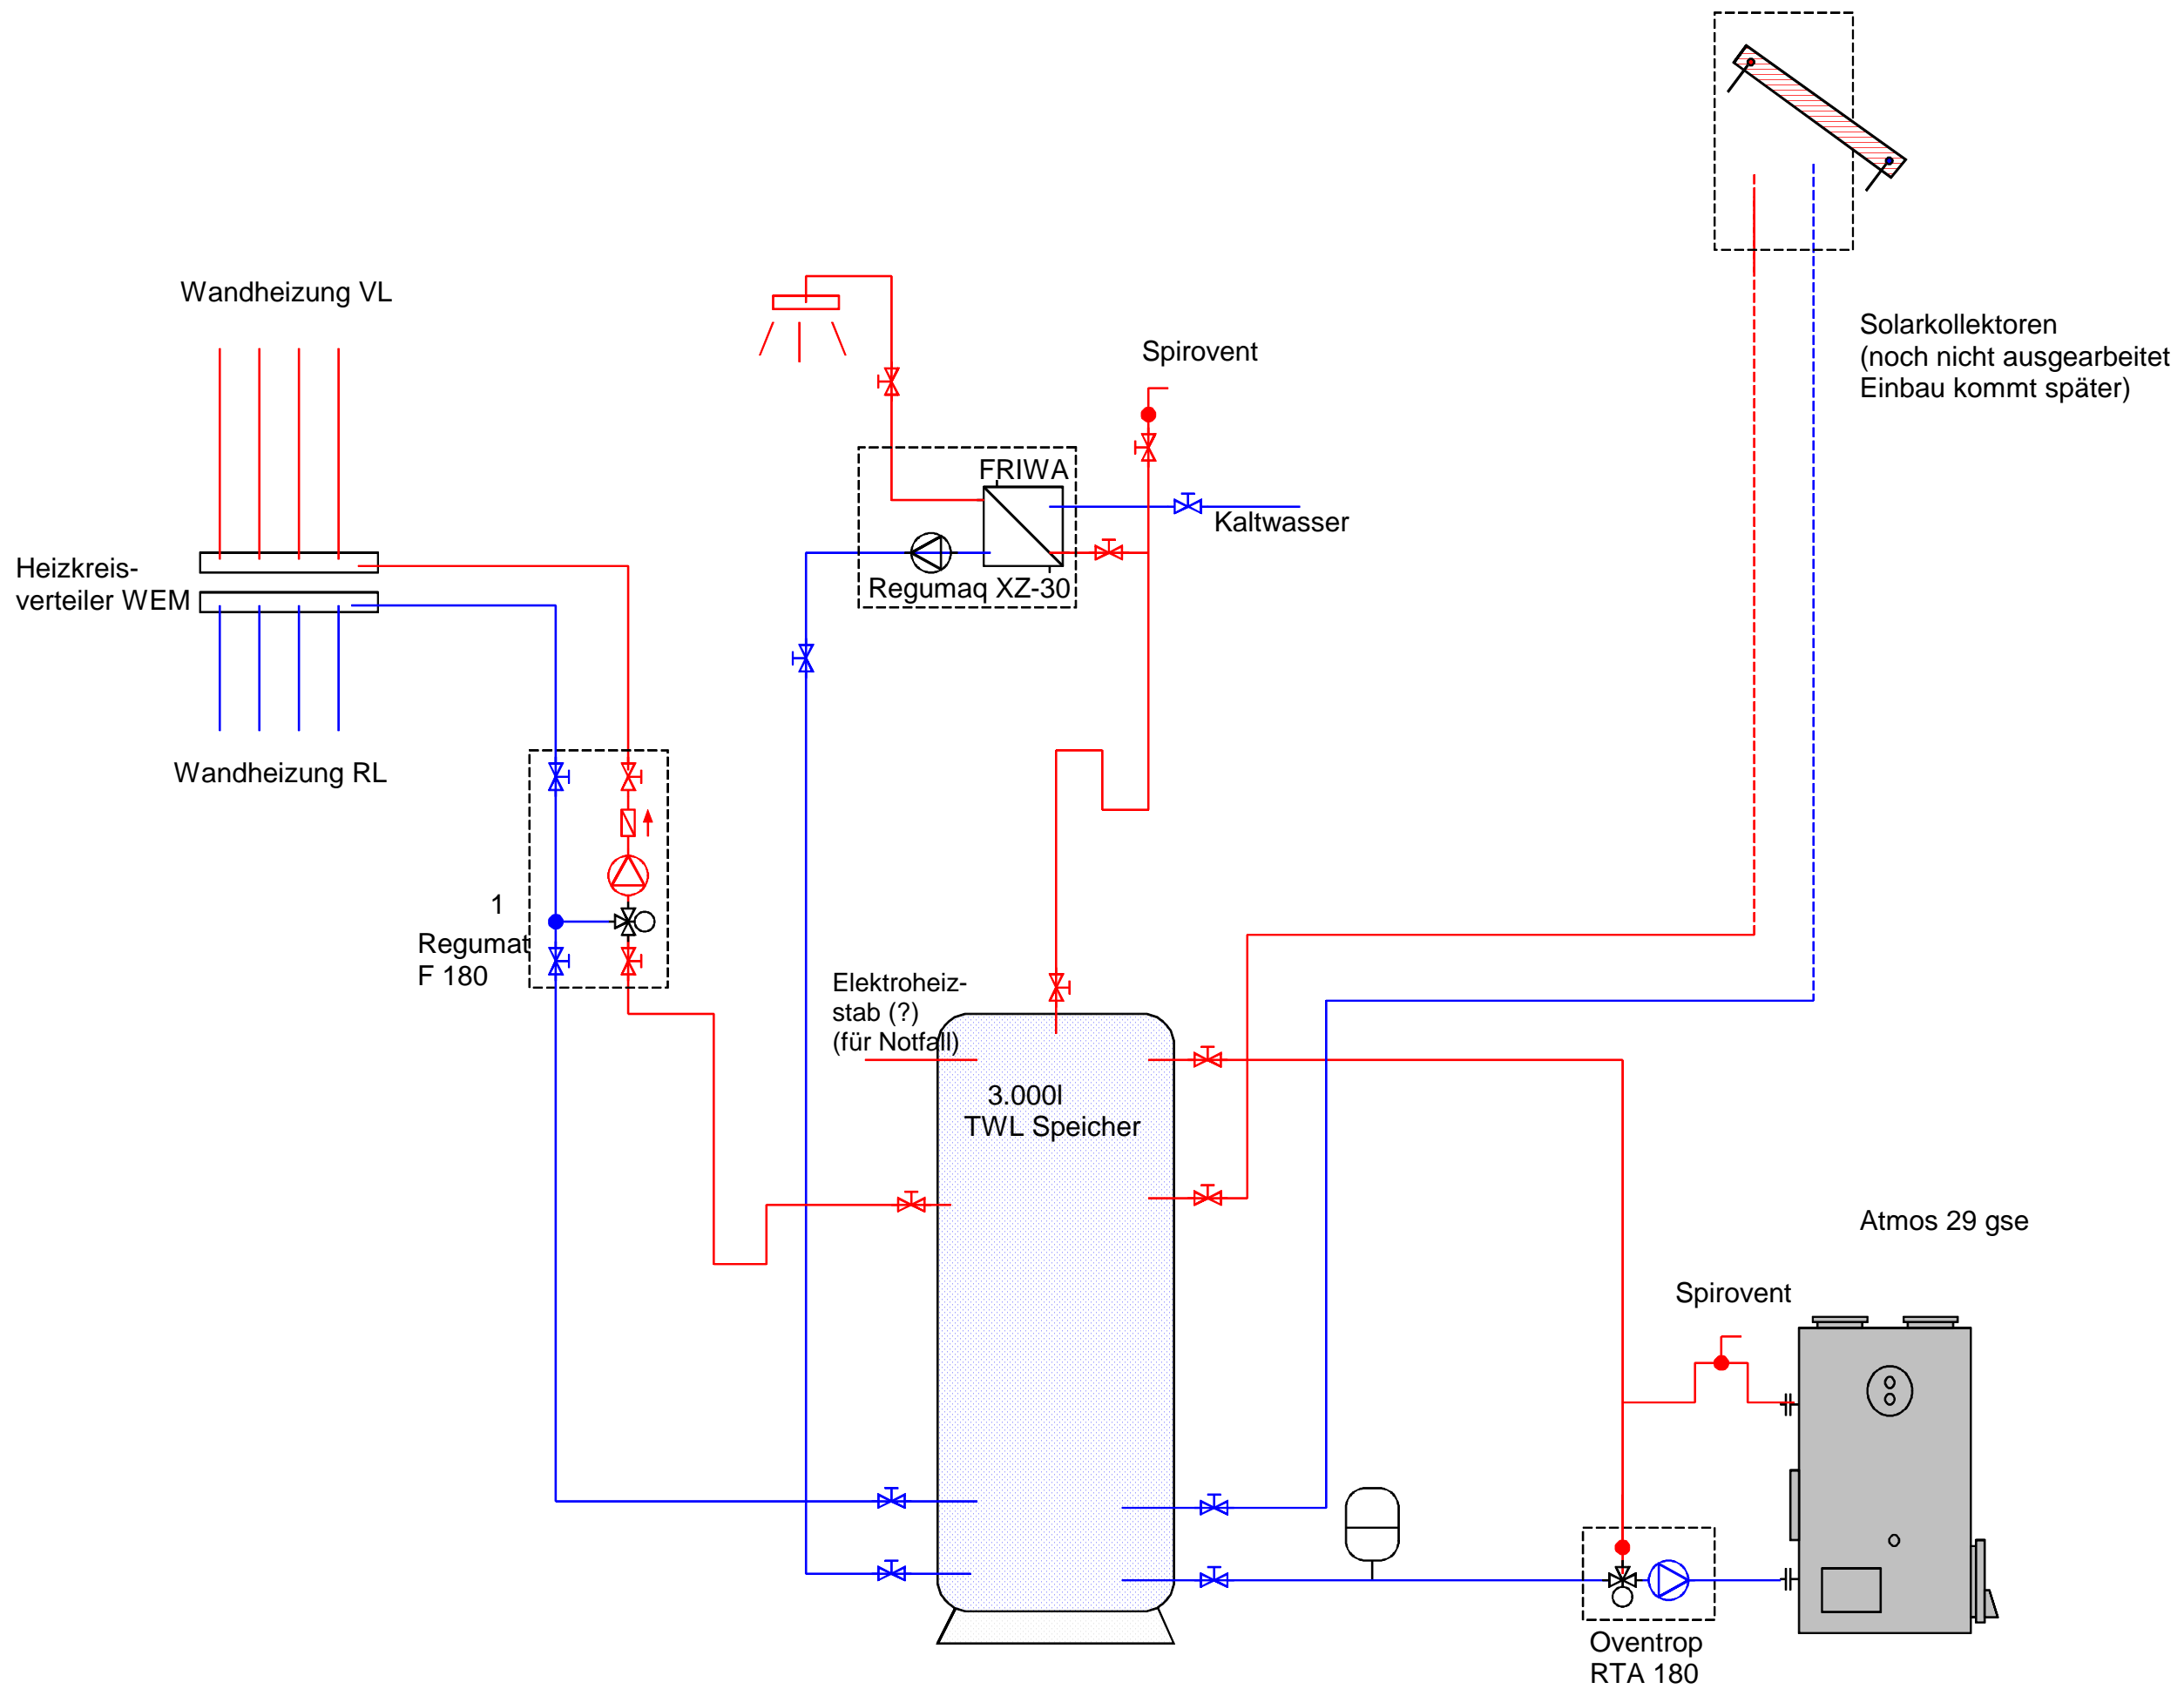 Wandheizung VL
Spirovent
Solarkollektoren
(noch nicht ausgearbeitet
Einbau kommt später)
FRIWA
Kaltwasser
Regumaq XZ-30
Heizkreis-
verteiler WEM
Wandheizung RL
1
Regumat
F 180
Elektroheiz-
stab (?)
(für Notfall)
3.000l
TWL Speicher
Atmos 29 gse
Spirovent
Oventrop
RTA 180